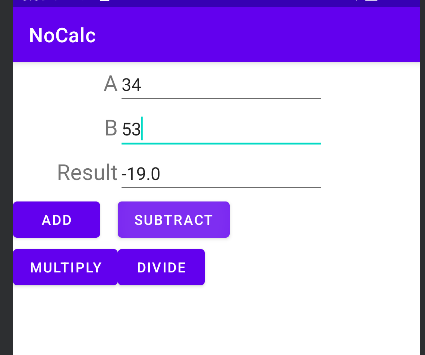 NoCalc
A 34
B 53
Result -19.0
ADD SUBTRACT
MULTIPLY DIVIDE